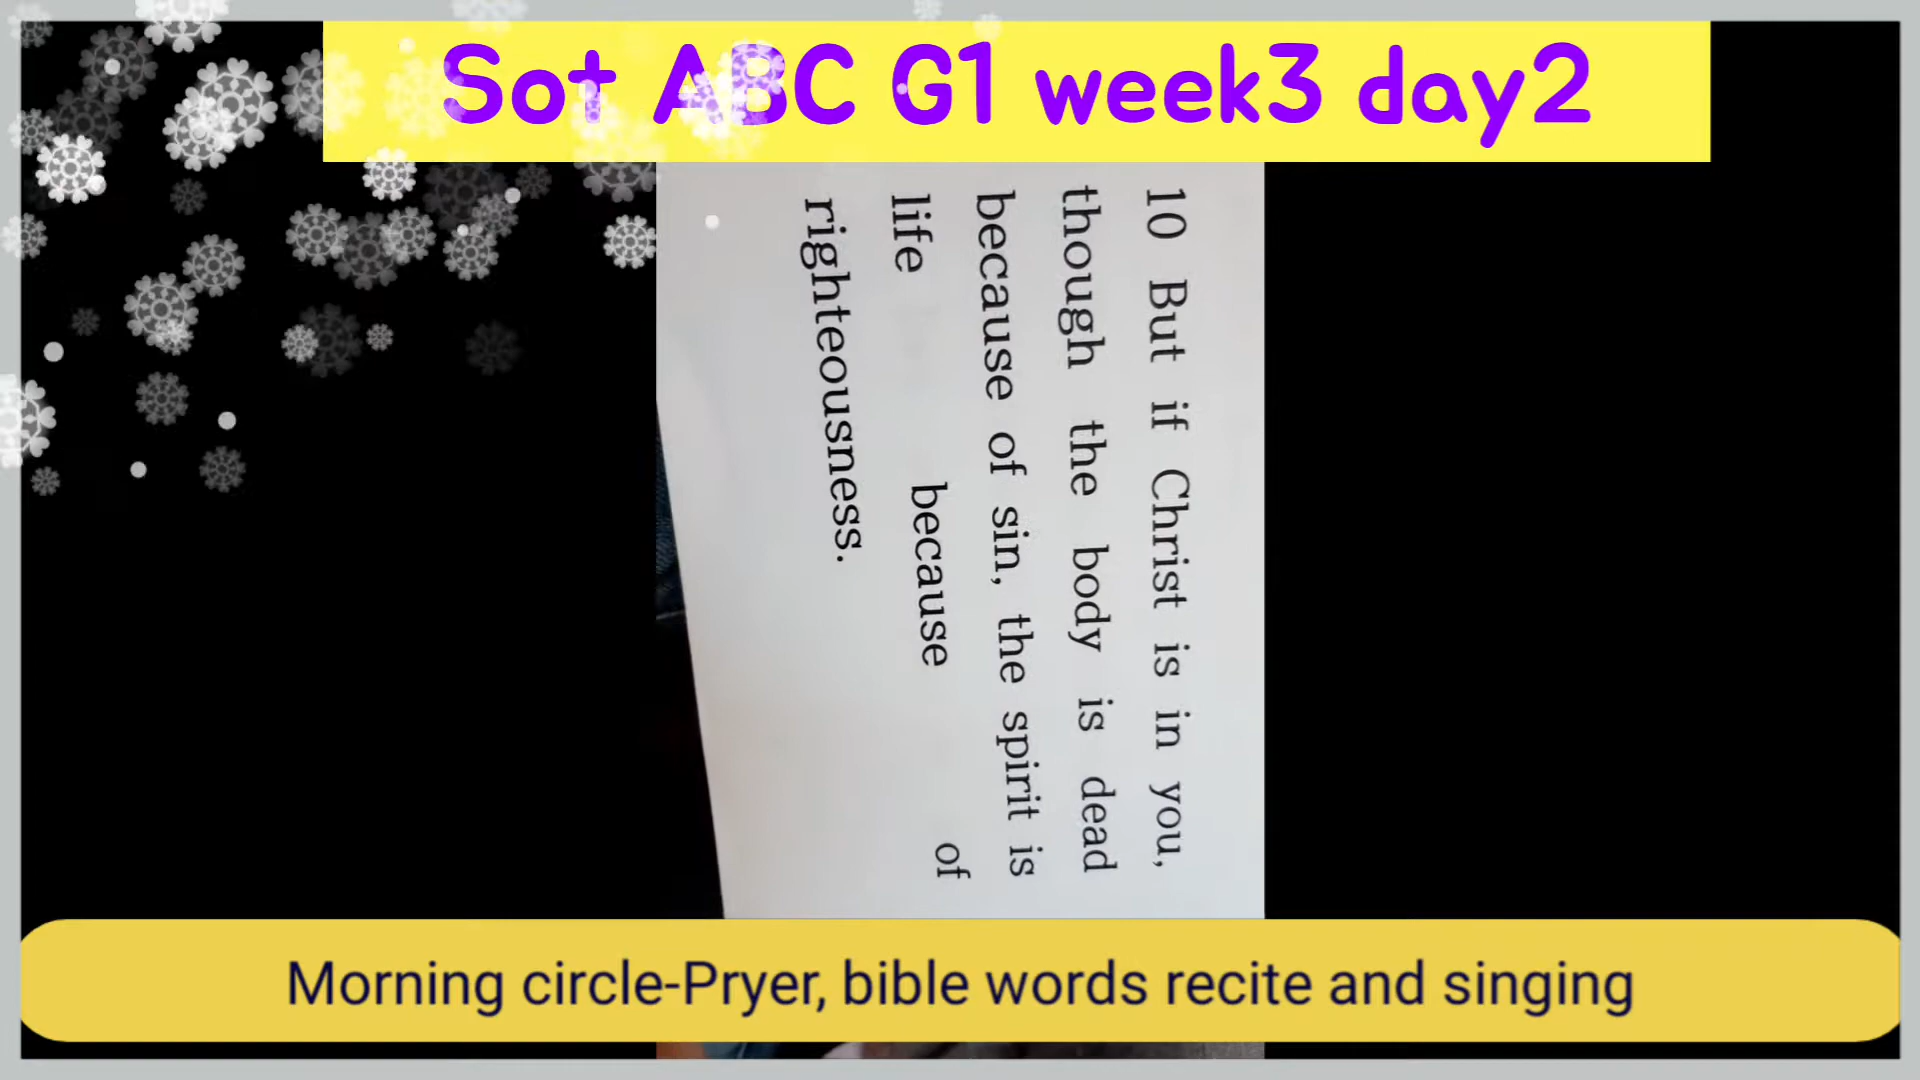 Sot ABC G1 week3 day2
10 But if Christ is in you,
though the body is dead
because of sin, the spirit is
life because of
righteousness.
Morning circle-Pryer, bible words recite and singing